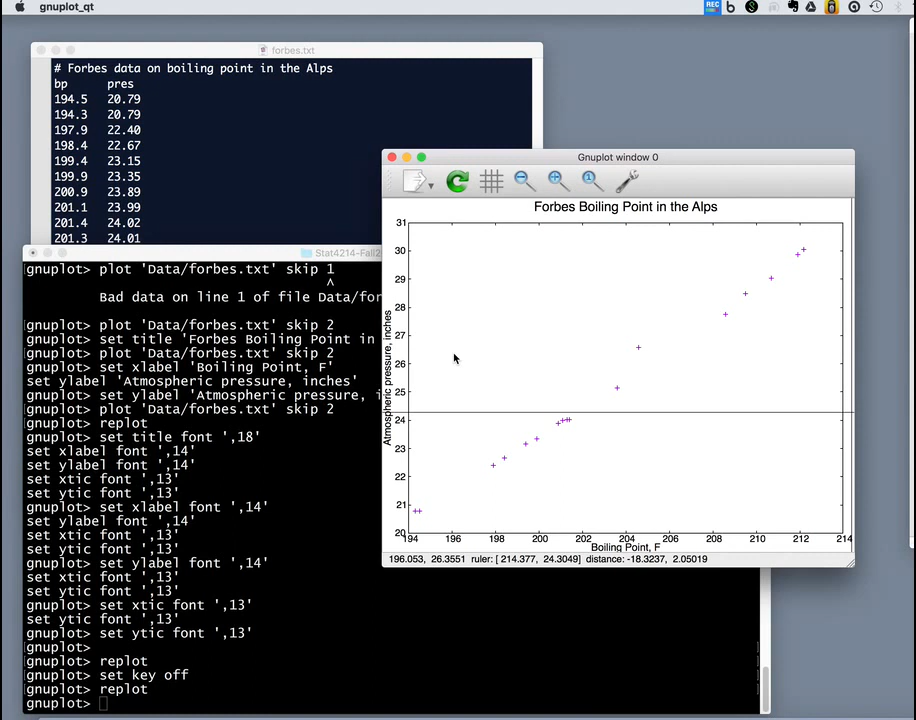 gnuplot_qt
REC
forbes.txt
# Forbes data on boiling point in the Alps
bp pres
194.5 20.79
194.3 20.79
197.9 22.40
198.4 22.67
199.4 23.15
199.9 23.35
200.9 23.89
201.1 23.99
201.4 24.02
201.3 24.01
Stat4214-Fall2
gnuplot> plot 'Data/forbes.txt' skip 1
^
Bad data on line 1 of file Data/for
gnuplot> plot 'Data/forbes.txt' skip 2
gnuplot> set title 'Forbes Boiling Point in
gnuplot> plot 'Data/forbes.txt' skip 2
gnuplot> set xlabel 'Boiling Point, F'
set ylabel 'Atmospheric pressure, inches'
gnuplot> set ylabel 'Atmospheric pressure, i
gnuplot> plot 'Data/forbes.txt' skip 2
gnuplot> replot
gnuplot> set title font ',18'
set xlabel font ',14'
set ylabel font ',14'
set xtic font ',13'
set ytic font ',13'
gnuplot> set xlabel font ',14'
set ylabel font ',14'
set xtic font ',13'
set ytic font ',13'
gnuplot> set ylabel font ',14'
set xtic font ',13'
set ytic font ',13'
gnuplot> set xtic font ',13'
set ytic font ',13'
gnuplot> set ytic font ',13'
gnuplot>
gnuplot> replot
gnuplot> set key off
gnuplot> replot
gnuplot>
Gnuplot window 0
Forbes Boiling Point in the Alps
31
30
29
28
27
26
25
24
23
22
21
20
Atmospheric pressure, inches
194 196 198 200 202 204 206 208 210 212 214
Boiling Point, F
196.053, 26.3551 ruler: [ 214.377, 24.3049] distance: -18.3237, 2.05019